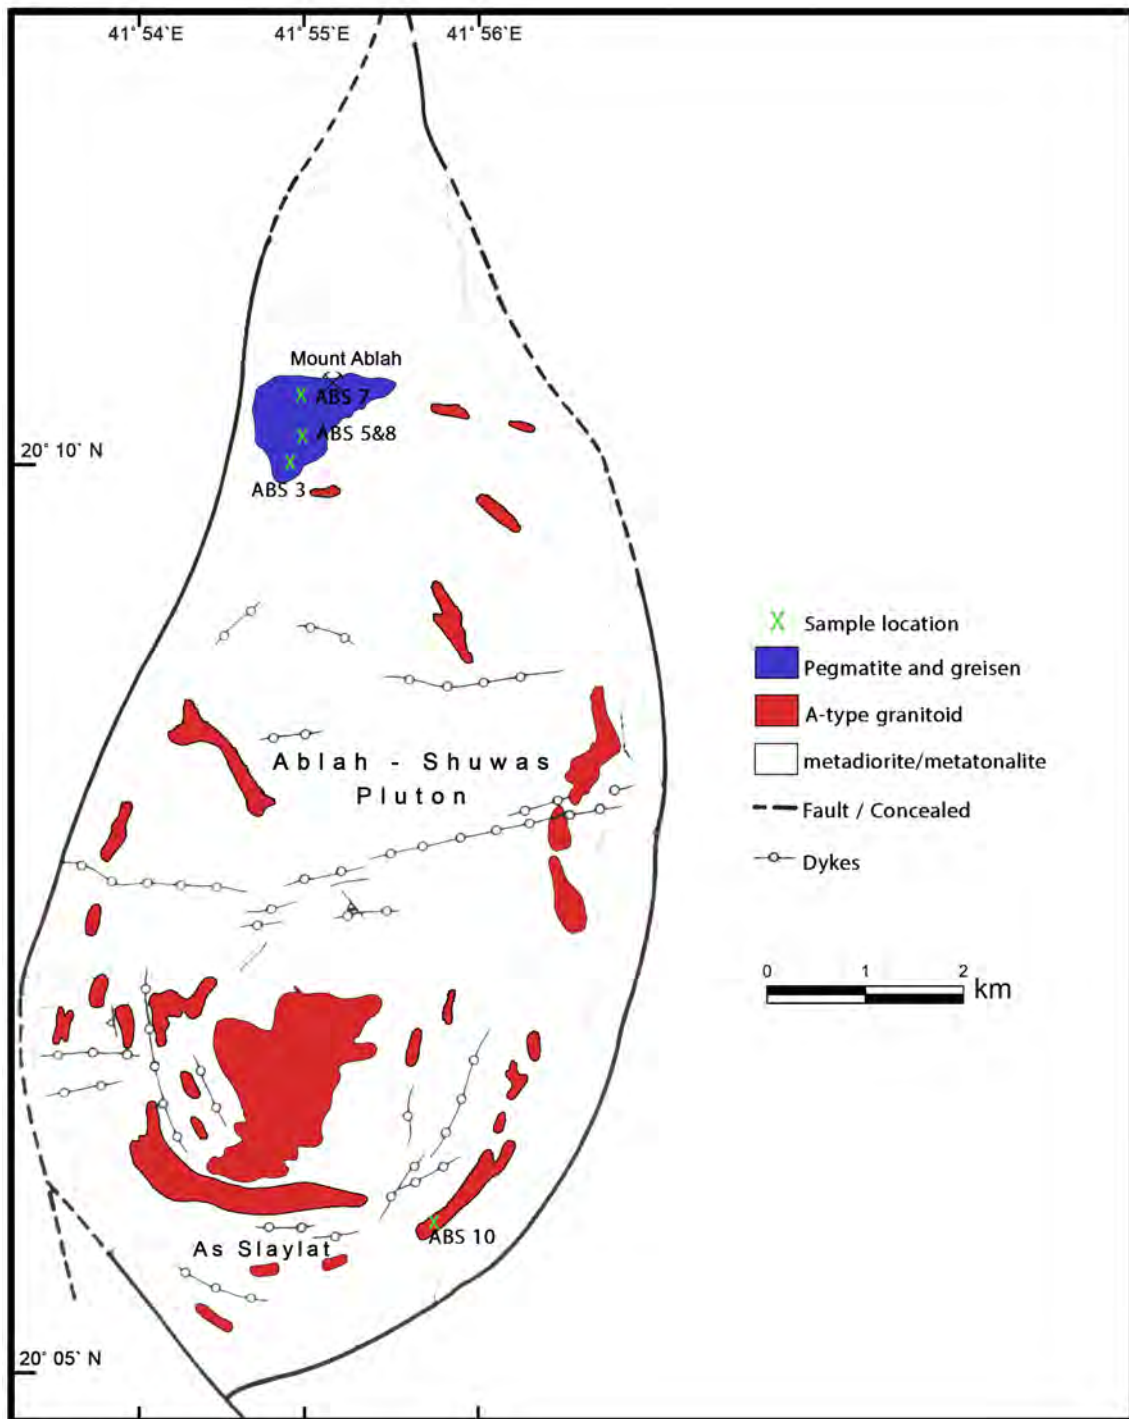 41°54`E 41°55`E 41°56`E
Mount Ablah
ABS 7
ABS 5&8
20° 10` N
ABS 3
Sample location
Pegmatite and greisen
A-type granitoid
Ablah - Shuwas
Pluton
metadiorite/metatonalite
Fault / Concealed
Dykes
0 1 2
km
ABS 10
As Slaylat
20° 05` N